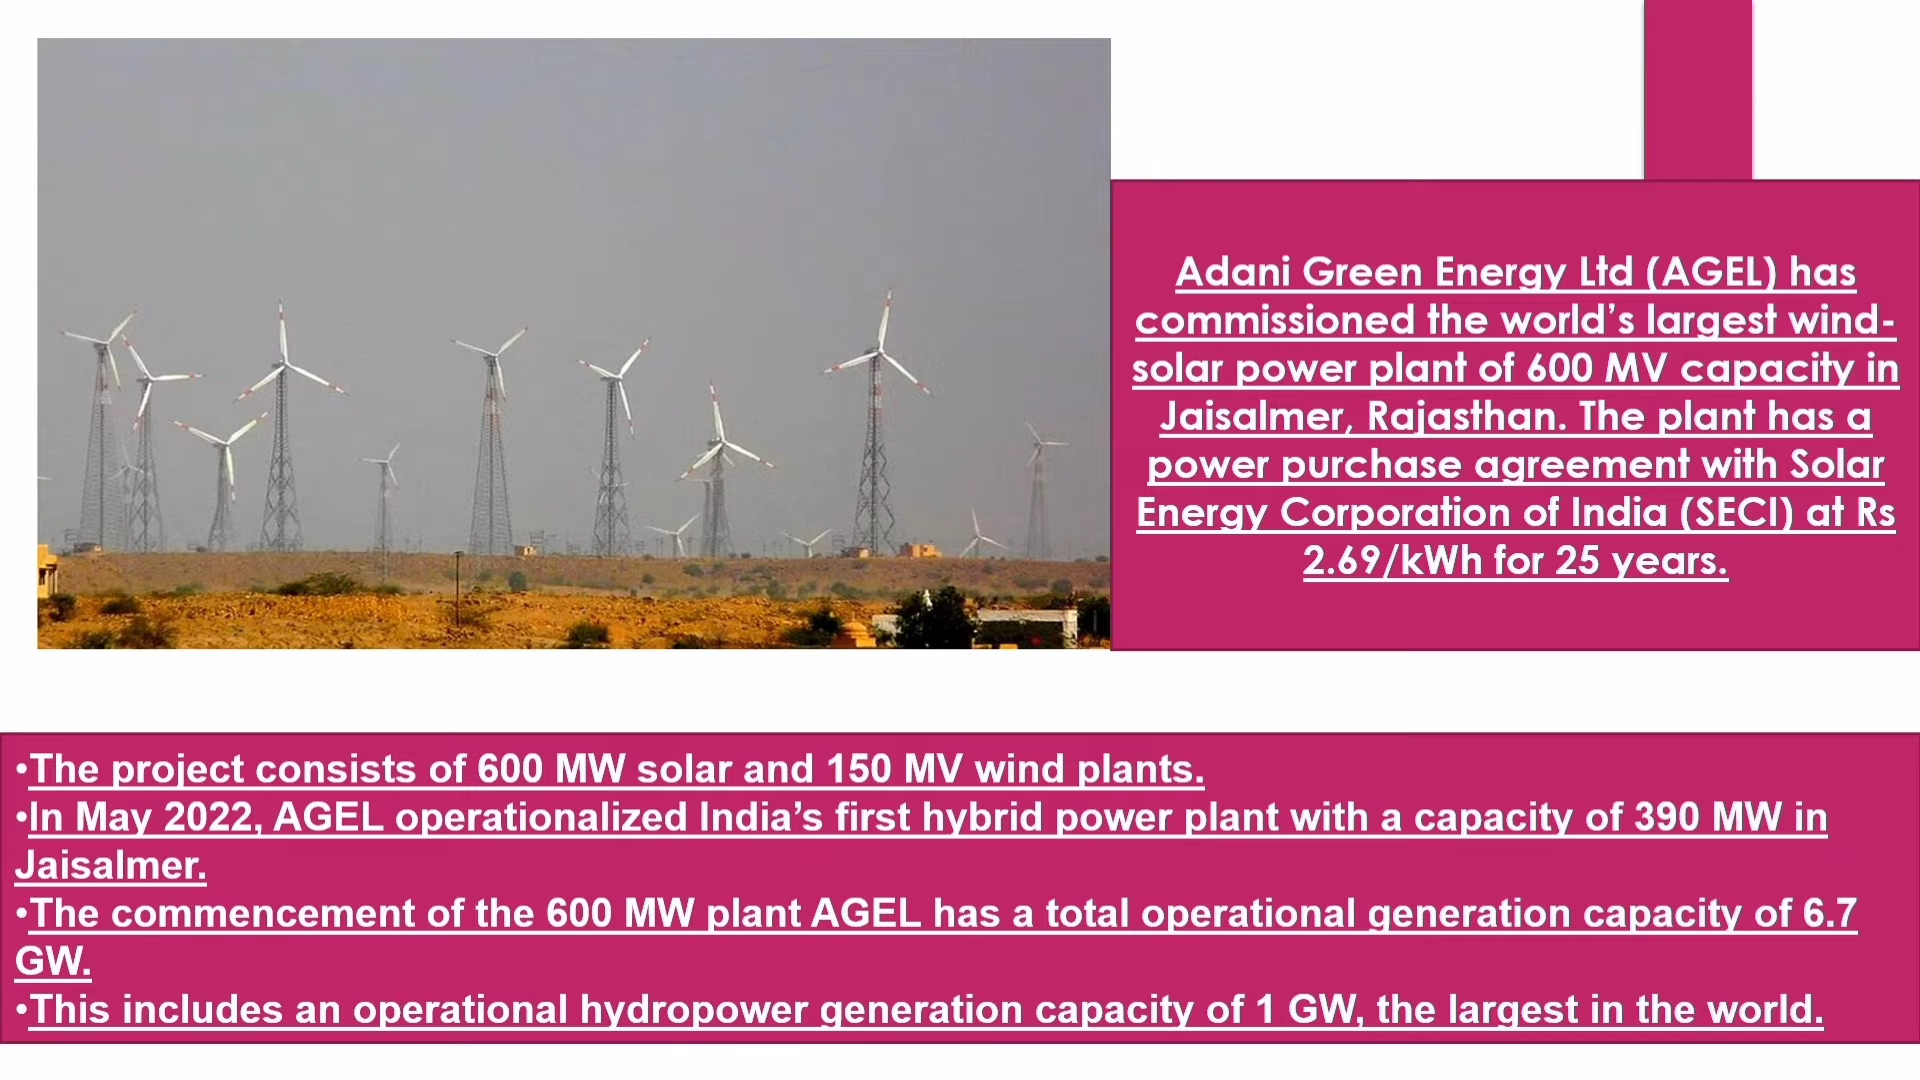 Adani Green Energy Ltd (AGEL) has
commissioned the world’s largest wind-
solar power plant of 600 MV capacity in
Jaisalmer, Rajasthan. The plant has a
power purchase agreement with Solar
Energy Corporation of India (SECI) at Rs
2.69/kWh for 25 years.
•The project consists of 600 MW solar and 150 MV wind plants.
•In May 2022, AGEL operationalized India’s first hybrid power plant with a capacity of 390 MW in
Jaisalmer.
•The commencement of the 600 MW plant AGEL has a total operational generation capacity of 6.7
GW.
•This includes an operational hydropower generation capacity of 1 GW, the largest in the world.